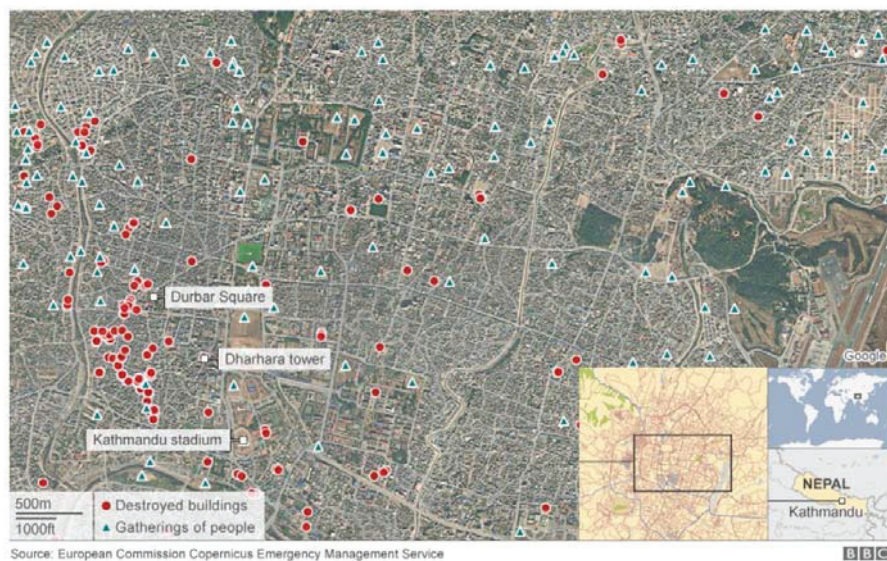 Durbar Square
Dharhara tower
Google
Kathmandu stadium
500m
1000ft
Destroyed buildings
Gatherings of people
NEPAL
Kathmandu
Source: European Commission Copernicus Emergency Management Service
BBC